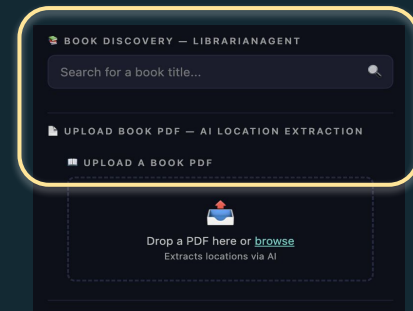 BOOK DISCOVERY — LIBRARIANAGENT
Search for a book title...
UPLOAD BOOK PDF — AI LOCATION EXTRACTION
UPLOAD A BOOK PDF
Drop a PDF here or browse
Extracts locations via AI